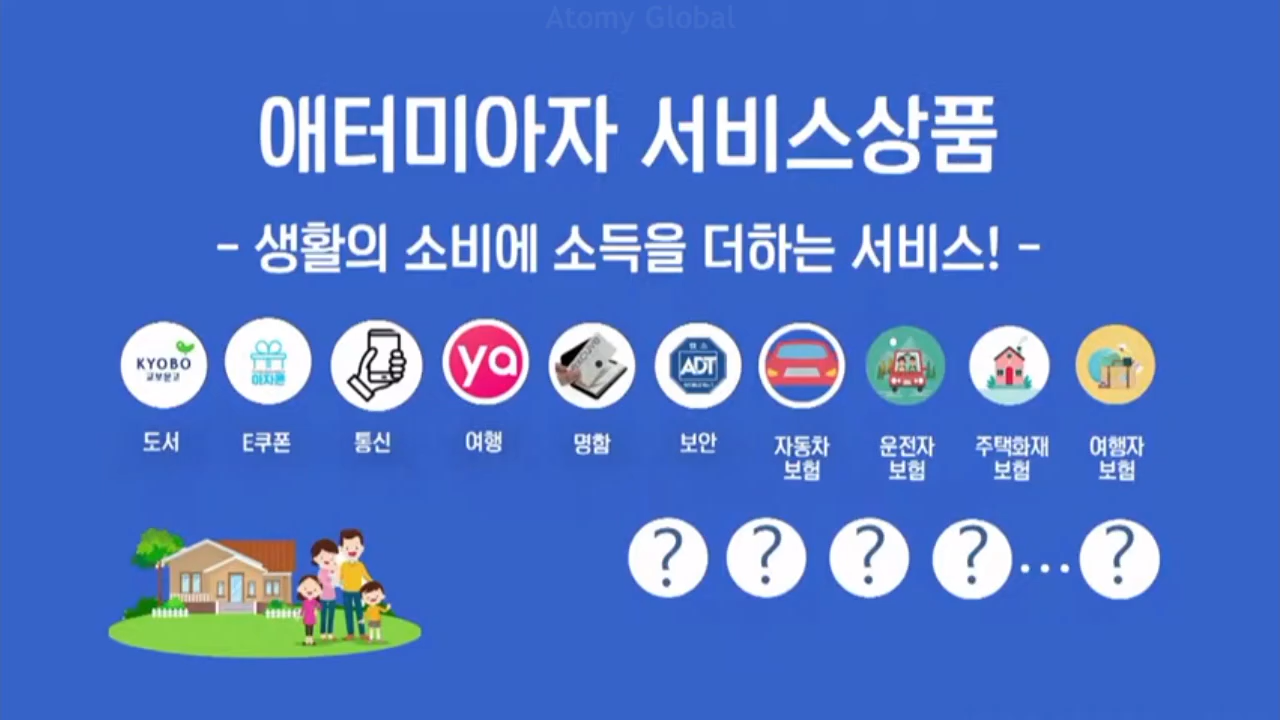 Atomy Global
애터미아자 서비스상품
- 생활의 소비에 소득을 더하는 서비스! -
KYOBO
교보문고
아자폰
ya
ADT
도서 E쿠폰 통신 여행 명함 보안 자동차 운전자 주택화재 여행자
보험 보험 보험 보험
? ? ? ? ... ?